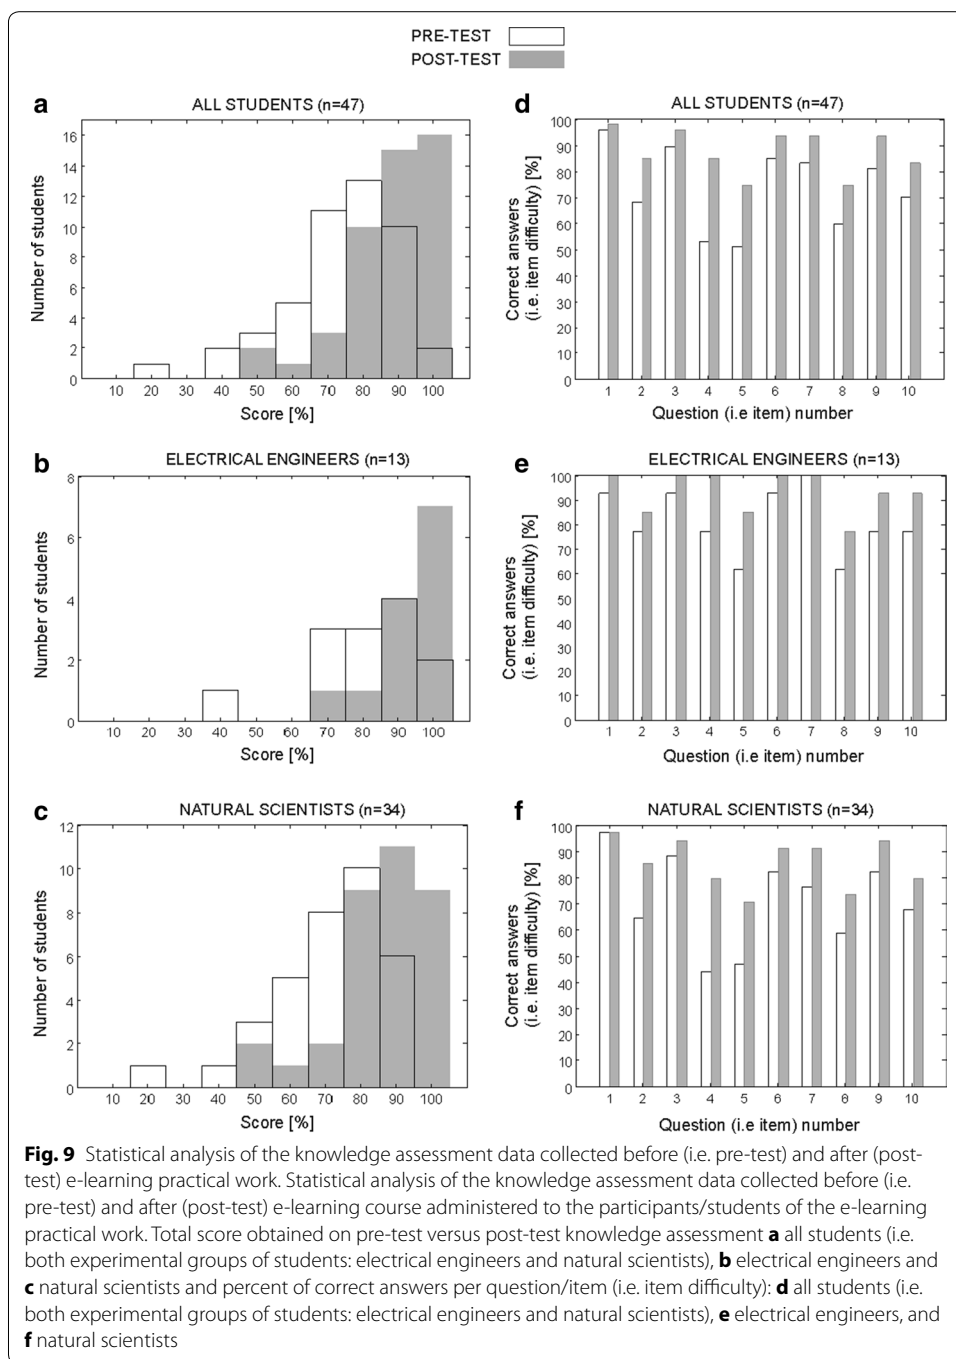 PRE-TEST
POST-TEST
a
ALL STUDENTS (n=47)
16
14
12
10
8
6
4
2
0
Number of students
10 20 30 40 50 60 70 80 90 100
Score [%]
d
ALL STUDENTS (n=47)
100
90
80
70
60
50
40
30
20
10
0
Correct answers
(i.e. item difficulty) [%]
1 2 3 4 5 6 7 8 9 10
Question (i.e item) number
b
ELECTRICAL ENGINEERS (n=13)
8
6
4
2
0
Number of students
10 20 30 40 50 60 70 80 90 100
Score [%]
e
ELECTRICAL ENGINEERS (n=13)
100
90
80
70
60
50
40
30
20
10
0
Correct answers
(i.e. item difficulty) [%]
1 2 3 4 5 6 7 8 9 10
Question (i.e item) number
c
NATURAL SCIENTISTS (n=34)
12
10
8
6
4
2
0
Number of students
10 20 30 40 50 60 70 80 90 100
Score [%]
f
NATURAL SCIENTISTS (n=34)
100
90
80
70
60
50
40
30
20
10
0
Correct answers
(i.e. item difficulty) [%]
1 2 3 4 5 6 7 8 9 10
Question (i.e item) number
Fig. 9 Statistical analysis of the knowledge assessment data collected before (i.e. pre-test) and after (post-
test) e-learning practical work. Statistical analysis of the knowledge assessment data collected before (i.e.
pre-test) and after (post-test) e-learning course administered to the participants/students of the e-learning
practical work. Total score obtained on pre-test versus post-test knowledge assessment a all students (i.e.
both experimental groups of students: electrical engineers and natural scientists), b electrical engineers and
c natural scientists and percent of correct answers per question/item (i.e. item difficulty): d all students (i.e.
both experimental groups of students: electrical engineers and natural scientists), e electrical engineers, and
f natural scientists